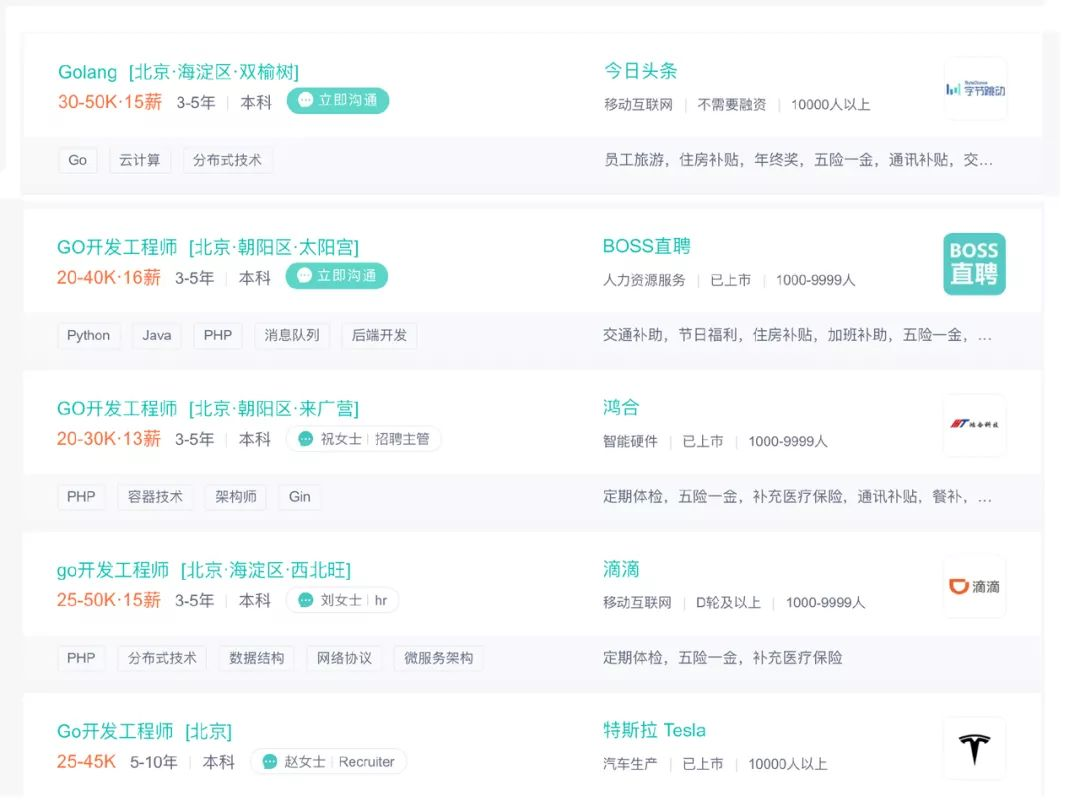 Golang [北京·海淀区·双榆树]
30-50K·15薪 3-5年 本科 立即沟通
今日头条
移动互联网 不需要融资 10000人以上
字节跳动
Go 云计算 分布式技术
员工旅游，住房补贴，年终奖，五险一金，通讯补贴，交...
GO开发工程师 [北京·朝阳区·太阳宫]
20-40K·16薪 3-5年 本科 立即沟通
BOSS直聘
人力资源服务 已上市 1000-9999人
BOSS
直聘
Python Java PHP 消息队列 后端开发
交通补助，节日福利，住房补贴，加班补助，五险一金，...
GO开发工程师 [北京·朝阳区·来广营]
20-30K·13薪 3-5年 本科 祝女士 招聘主管
鸿合
智能硬件 已上市 1000-9999人
鸿合科技
PHP 容器技术 架构师 Gin
定期体检，五险一金，补充医疗保险，通讯补贴，餐补，...
go开发工程师 [北京·海淀区·西北旺]
25-50K·15薪 3-5年 本科 刘女士 hr
滴滴
移动互联网 D轮及以上 1000-9999人
滴滴
PHP 分布式技术 数据结构 网络协议 微服务架构
定期体检，五险一金，补充医疗保险
Go开发工程师 [北京]
25-45K 5-10年 本科 赵女士 Recruiter
特斯拉 Tesla
汽车生产 已上市 10000人以上